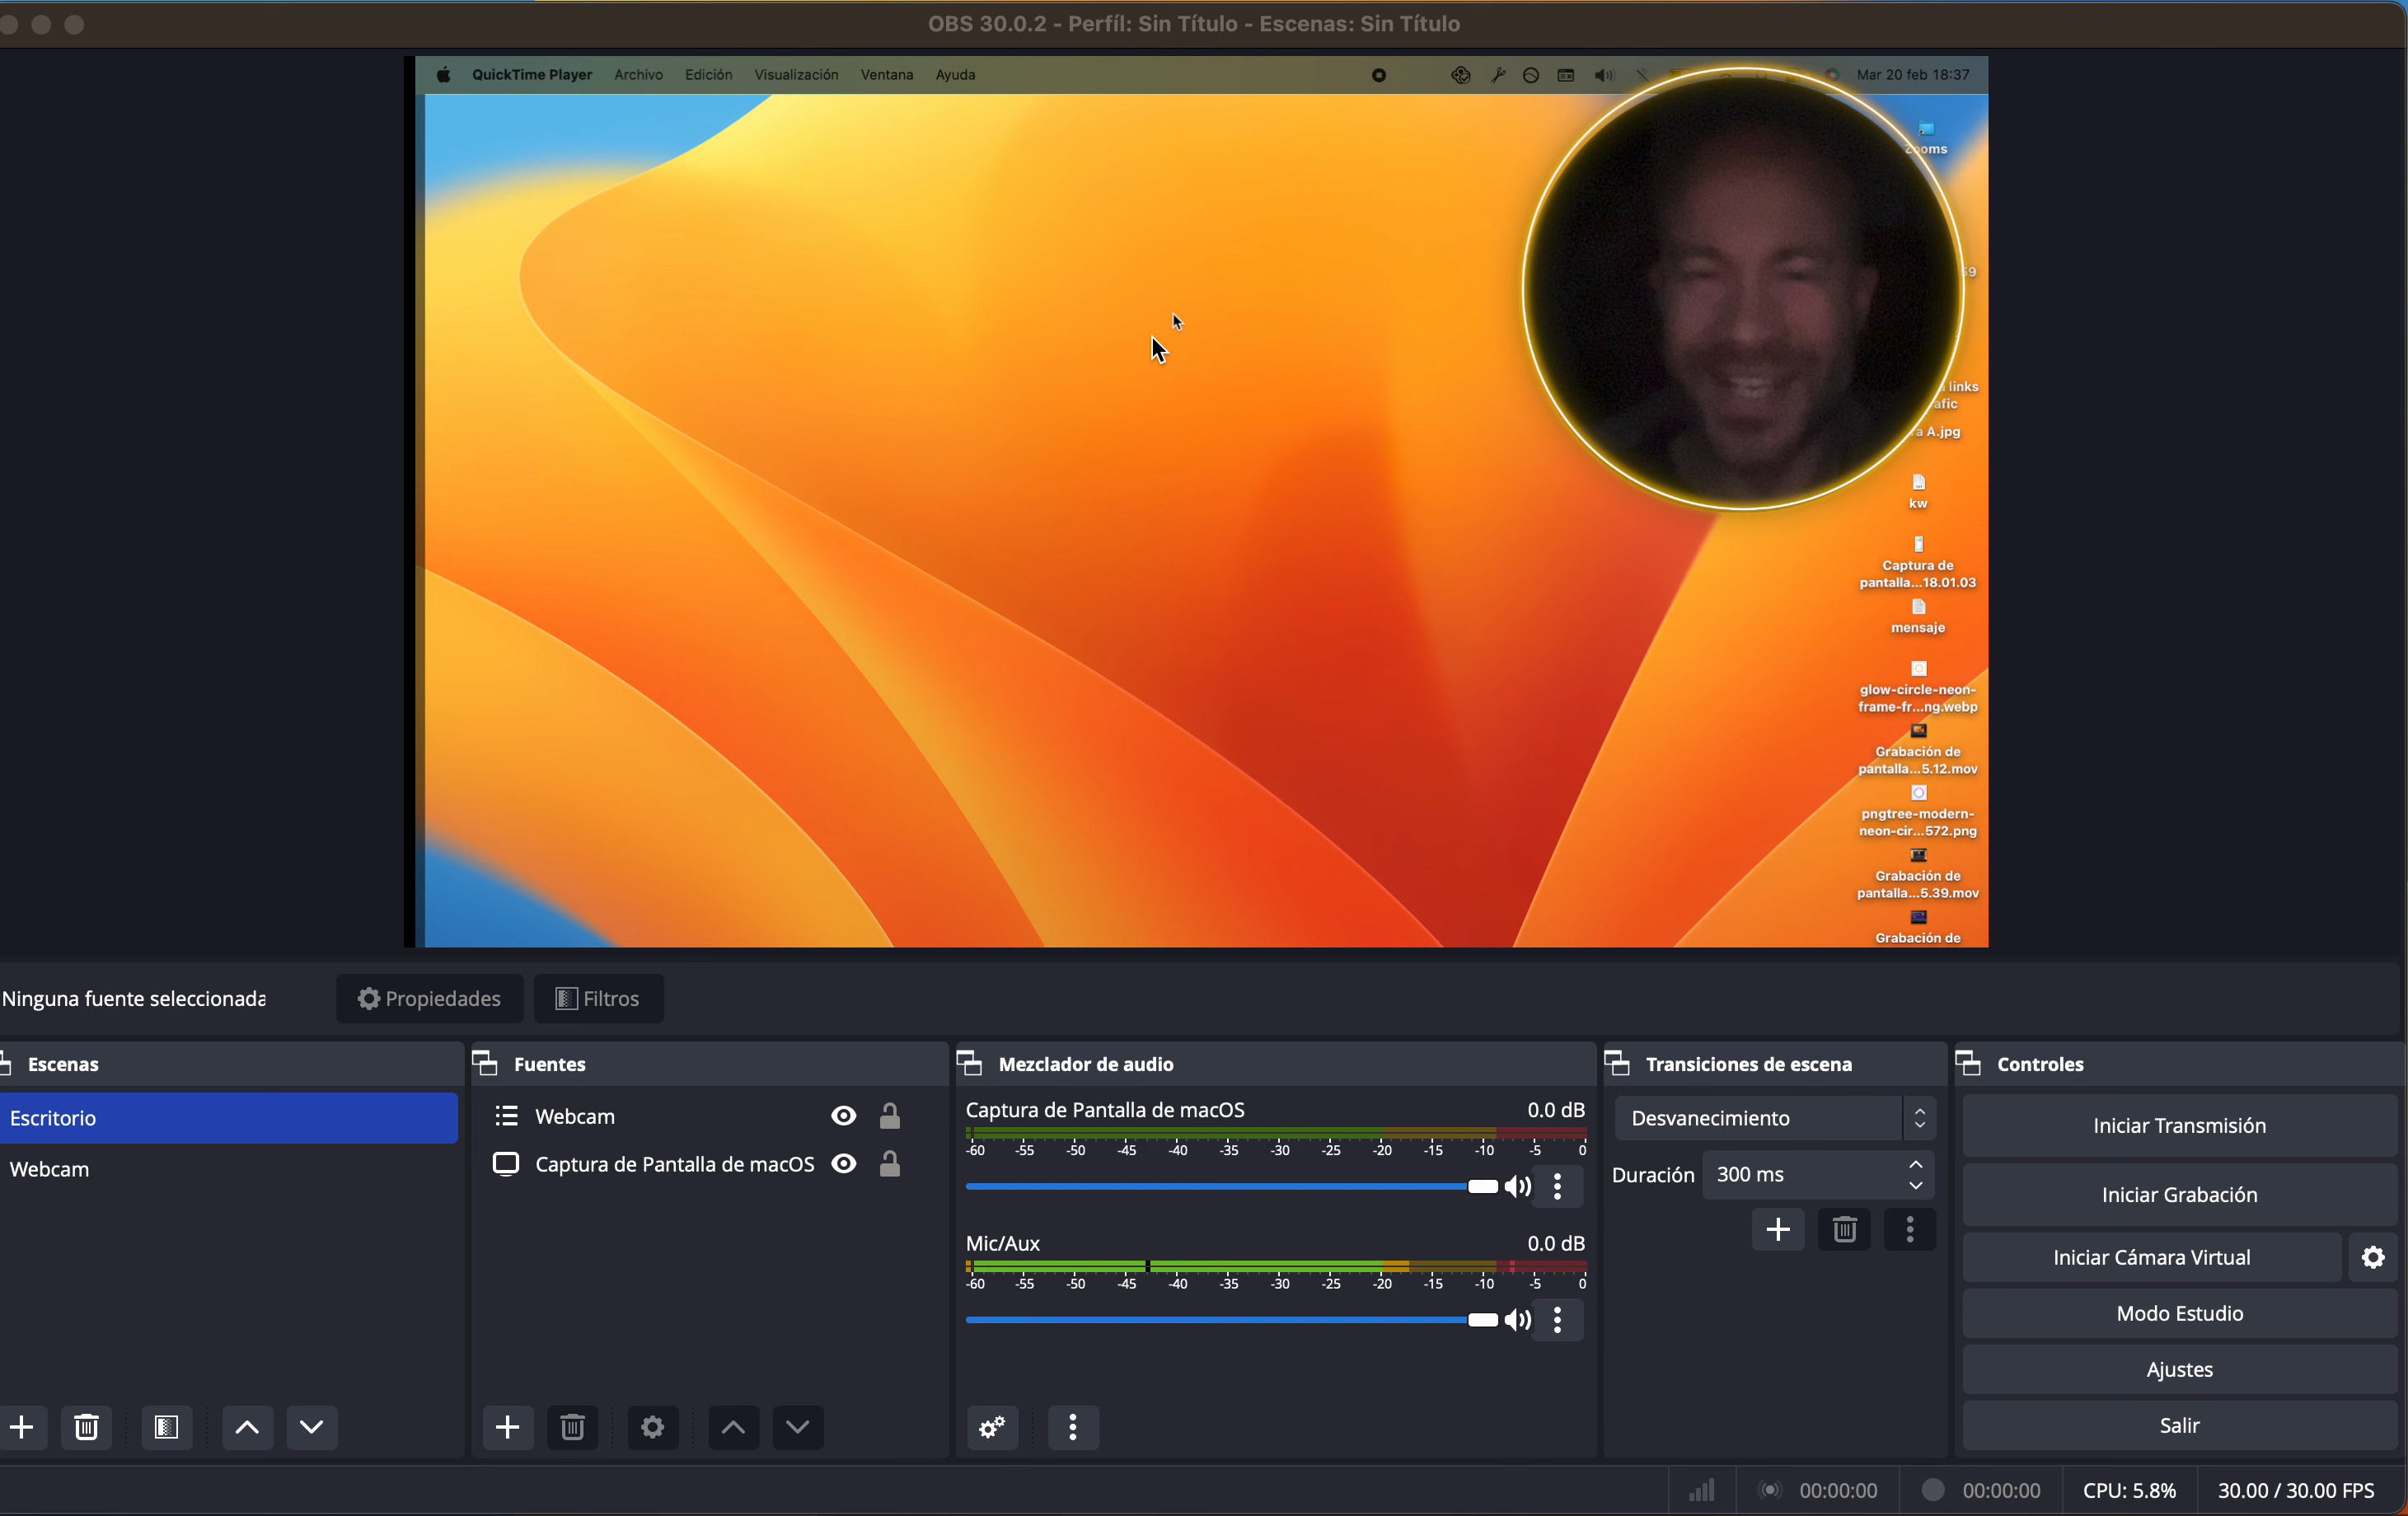 OBS 30.0.2 - Perfíl: Sin Título - Escenas: Sin Título
QuickTime Player Archivo Edición Visualización Ventana Ayuda Mar 20 feb 18:37
Zooms
59
links
afic
ra A.jpg
kw
Captura de
pantalla...18.01.03
mensaje
glow-circle-neon-
frame-fr...ng.webp
Grabación de
pantalla...5.12.mov
pngtree-modern-
neon-cir...572.png
Grabación de
pantalla...5.39.mov
Grabación de
Ninguna fuente seleccionada
Propiedades
Filtros
Escenas
Escritorio
Webcam
Fuentes
Webcam
Captura de Pantalla de macOS
Mezclador de audio
Captura de Pantalla de macOS 0.0 dB
-60 -55 -50 -45 -40 -35 -30 -25 -20 -15 -10 -5 0
Mic/Aux 0.0 dB
-60 -55 -50 -45 -40 -35 -30 -25 -20 -15 -10 -5 0
Transiciones de escena
Desvanecimiento
Duración 300 ms
Controles
Iniciar Transmisión
Iniciar Grabación
Iniciar Cámara Virtual
Modo Estudio
Ajustes
Salir
00:00:00 00:00:00 CPU: 5.8% 30.00 / 30.00 FPS